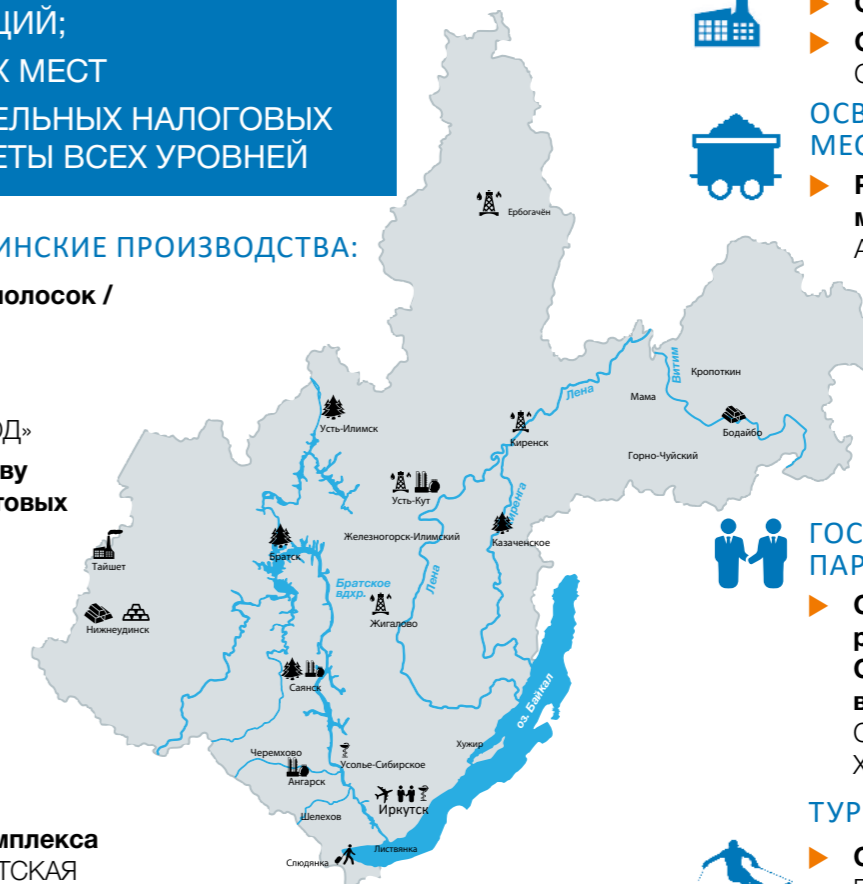 ЦИЙ;
Х МЕСТ
ЕЛЬНЫХ НАЛОГОВЫХ
ЕТЫ ВСЕХ УРОВНЕЙ
ИНСКИЕ ПРОИЗВОДСТВА:
полосок /
ОД»
ву
товых
мплекса
ТСКАЯ
Ербогачён
Кропоткин
Витим
Мама
Лена
Бодайбо
Усть-Илимск
Киренск
Горно-Чуйский
Усть-Кут
Железногорск-Илимский
Казаченское
Братск
Тайшет
Братское
вдхр.
Лена
Жигалово
Нижнеудинск
Саянск
оз. Байкал
Хужир
Черемхово
Усолье-Сибирское
Ангарск
Иркутск
Шелехов
Листвянка
Слюдянка
ОСВ
МЕС
А
ГОС
ПАР
С
р
С
в
С
Х
ТУР
С